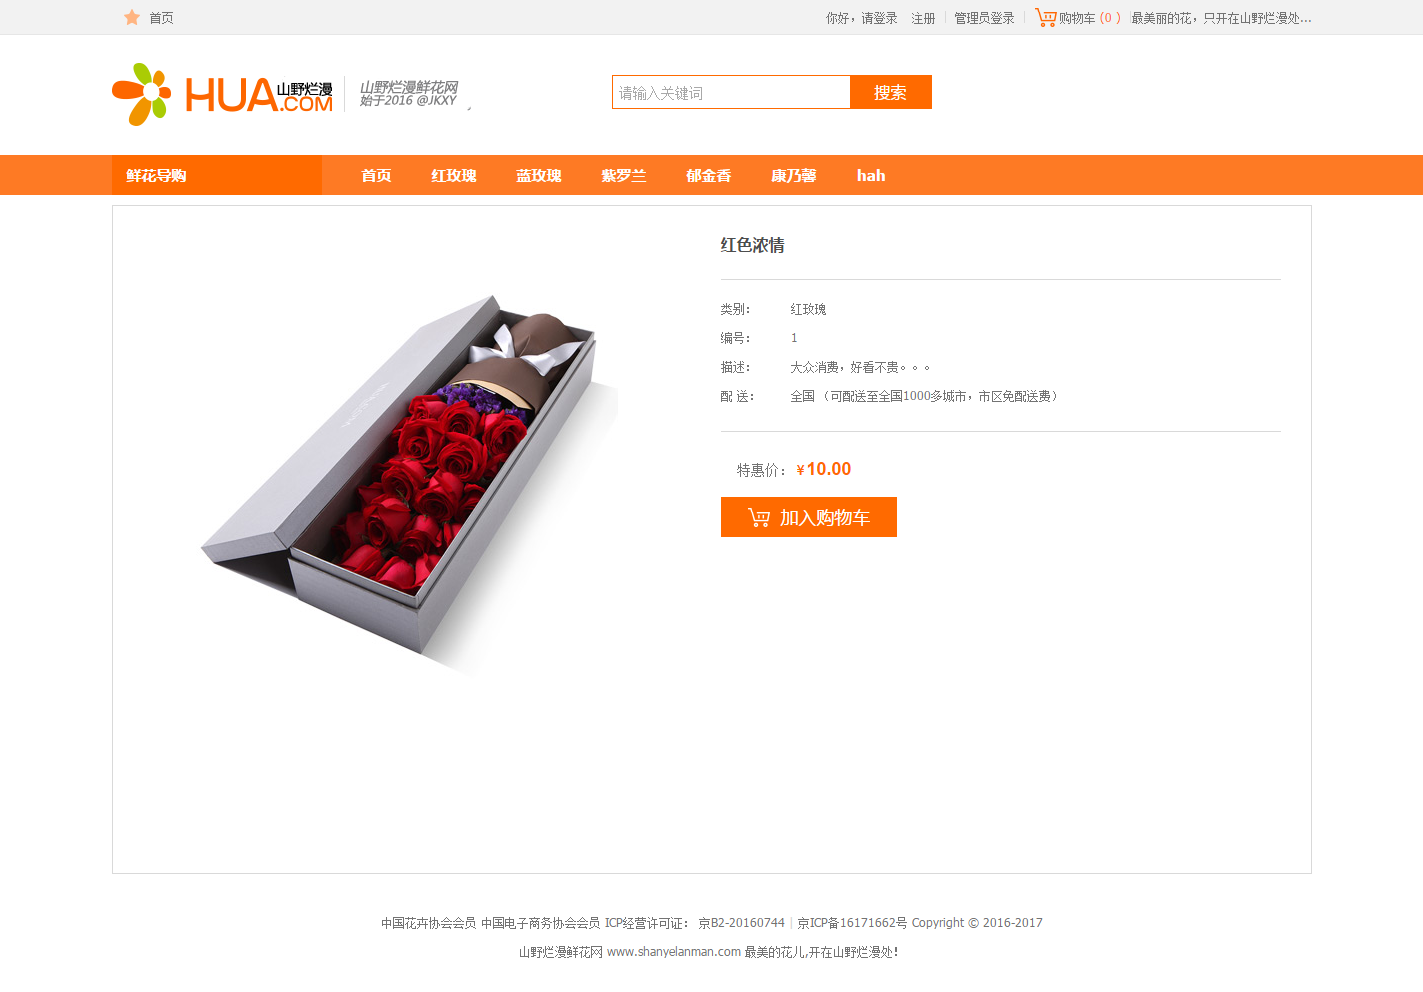 首页 你好，请登录 注册 管理员登录 购物车（0 ） 最美丽的花，只开在山野烂漫处...
HUA.COM 山野烂漫 山野烂漫鲜花网
始于2016 @JKXY
请输入关键词 搜索
鲜花导购 首页 红玫瑰 蓝玫瑰 紫罗兰 郁金香 康乃馨 hah
红色浓情
类别： 红玫瑰
编号： 1
描述： 大众消费，好看不贵。。。
配 送： 全国 （可配送至全国1000多城市，市区免配送费）
特惠价：¥10.00
加入购物车
中国花卉协会会员 中国电子商务协会会员 ICP经营许可证： 京B2-20160744 | 京ICP备16171662号 Copyright © 2016-2017
山野烂漫鲜花网 www.shanyelanman.com 最美的花儿,开在山野烂漫处!